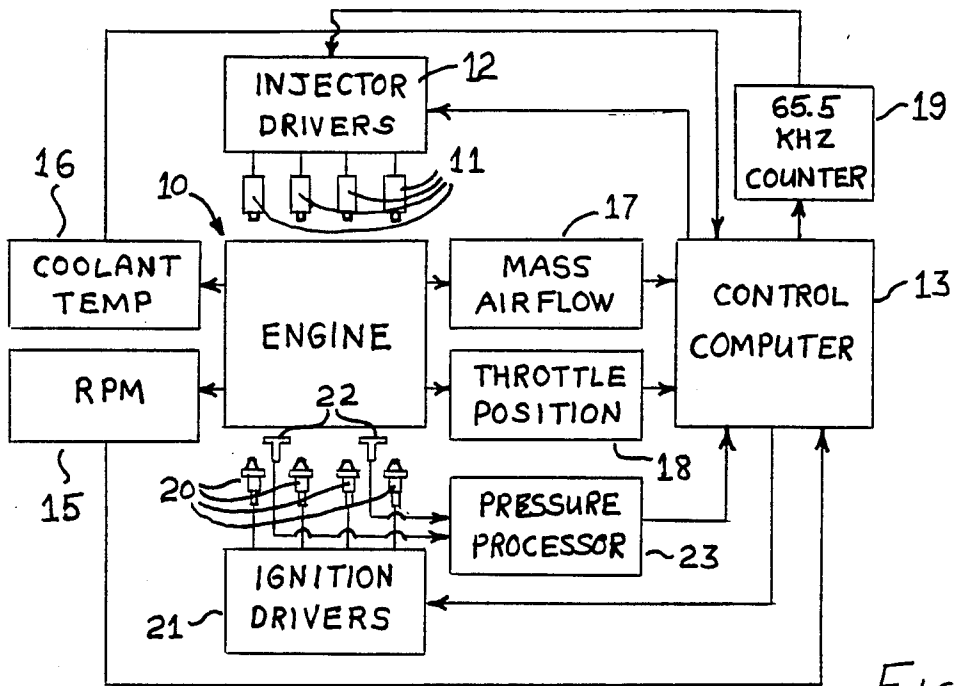 12
INJECTOR
DRIVERS
65.5
KHZ
COUNTER
19
16
10
11
17
COOLANT
TEMP
ENGINE
MASS
AIRFLOW
CONTROL
COMPUTER
13
RPM
THROTTLE
POSITION
22
18
15
20
PRESSURE
PROCESSOR
23
IGNITION
DRIVERS
21